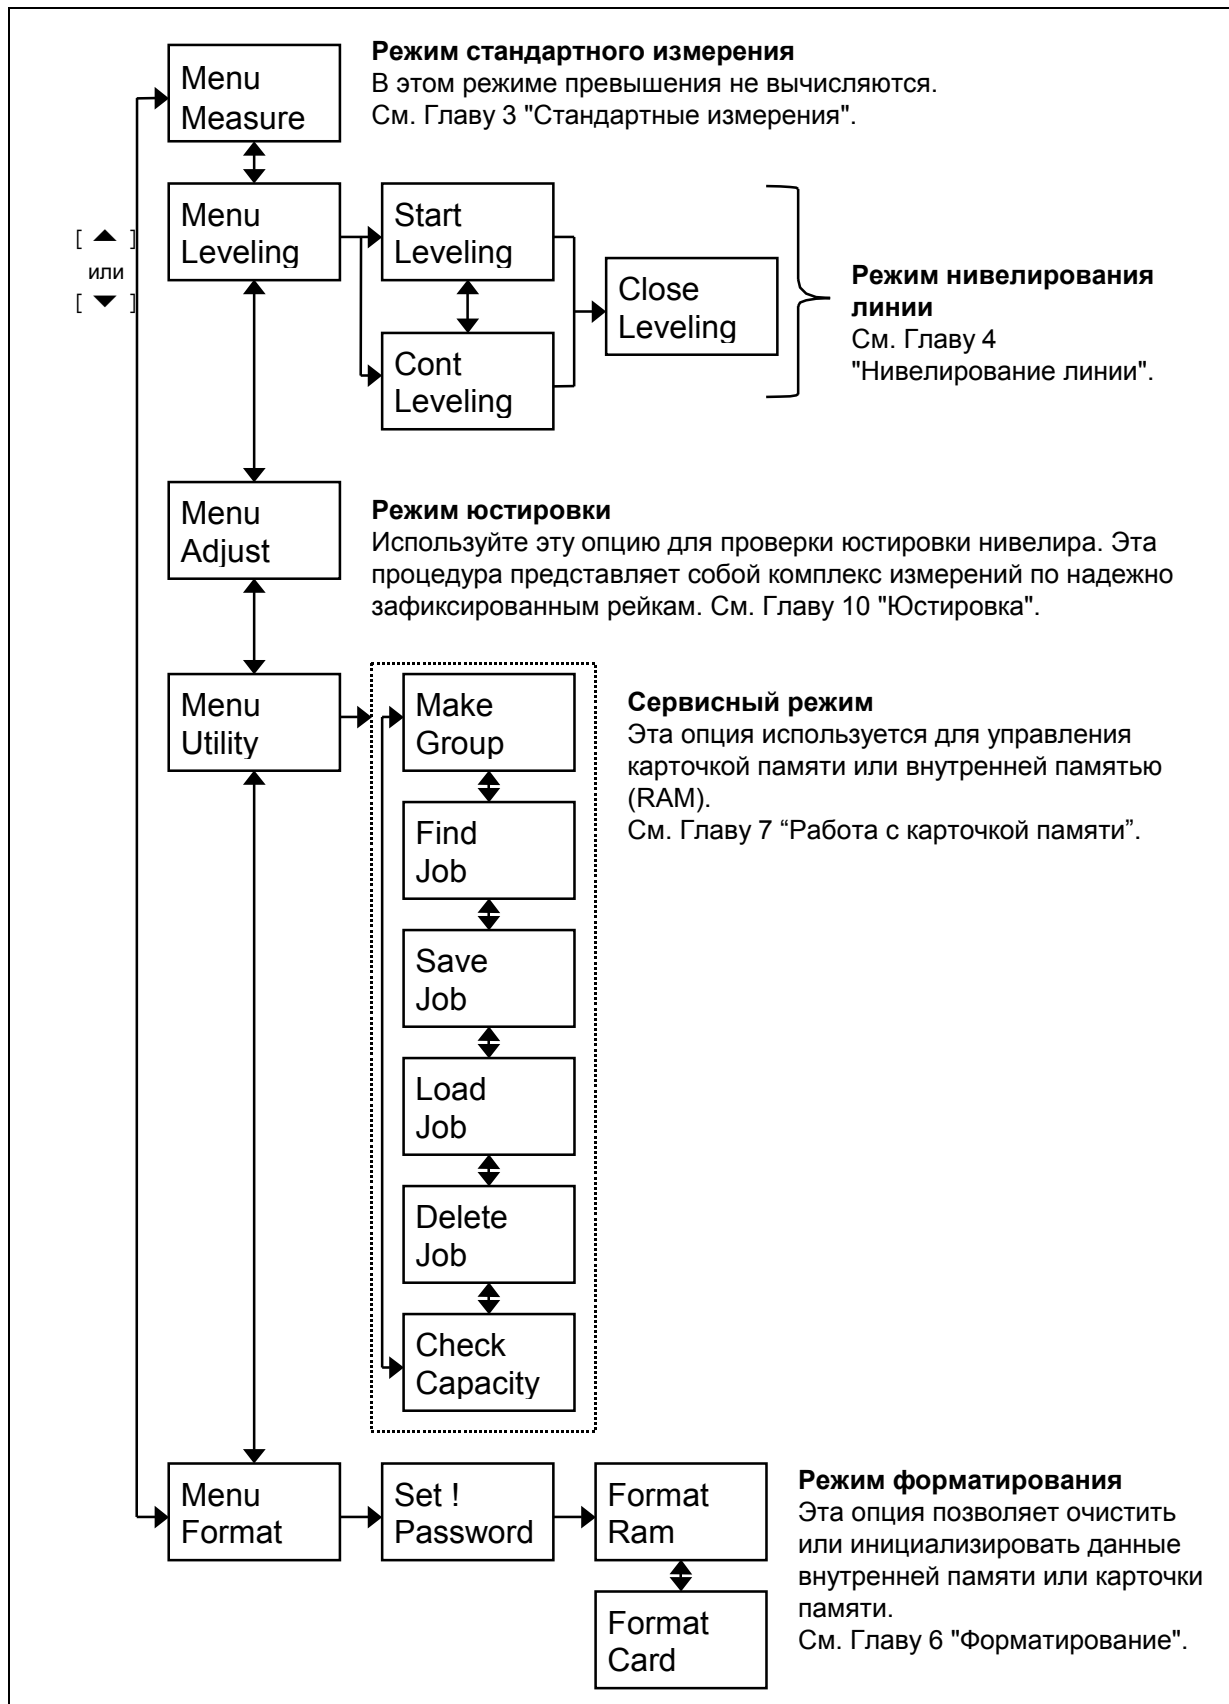 Menu
Measure
Режим стандартного измерения
В этом режиме превышения не вычисляются.
См. Главу 3 "Стандартные измерения".
[ ▲ ]
или
[ ▼ ]
Menu
Leveling
Start
Leveling
Cont
Leveling
Close
Leveling
Режим нивелирования
линии
См. Главу 4
"Нивелирование линии".
Menu
Adjust
Режим юстировки
Используйте эту опцию для проверки юстировки нивелира. Эта
процедура представляет собой комплекс измерений по надежно
зафиксированным рейкам. См. Главу 10 "Юстировка".
Menu
Utility
Make
Group
Find
Job
Save
Job
Load
Job
Delete
Job
Check
Capacity
Сервисный режим
Эта опция используется для управления
карточкой памяти или внутренней памятью
(RAM).
См. Главу 7 “Работа с карточкой памяти”.
Menu
Format
Set !
Password
Format
Ram
Format
Card
Режим форматирования
Эта опция позволяет очистить
или инициализировать данные
внутренней памяти или карточки
памяти.
См. Главу 6 "Форматирование".